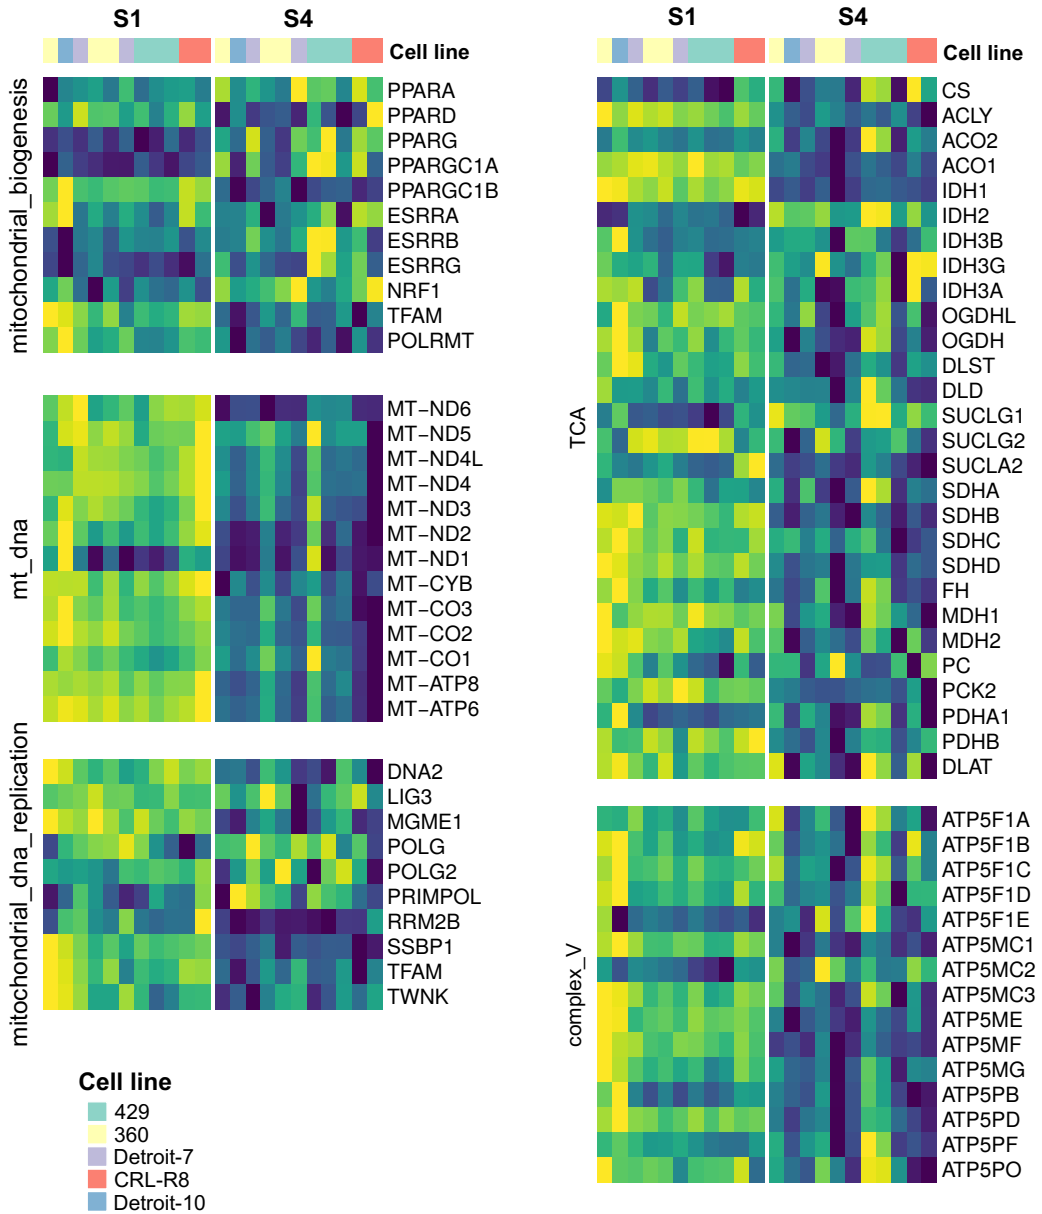 S1 S4
Cell line
mitochondrial_biogenesis
PPARA
PPARD
PPARG
PPARGC1A
PPARGC1B
ESRRA
ESRRB
ESRRG
NRF1
TFAM
POLRMT
mt_dna
MT−ND6
MT−ND5
MT−ND4L
MT−ND4
MT−ND3
MT−ND2
MT−ND1
MT−CYB
MT−CO3
MT−CO2
MT−CO1
MT−ATP8
MT−ATP6
mitochondrial_dna_replication
DNA2
LIG3
MGME1
POLG
POLG2
PRIMPOL
RRM2B
SSBP1
TFAM
TWNK
Cell line
429
360
Detroit-7
CRL-R8
Detroit-10
S1 S4
Cell line
TCA
CS
ACLY
ACO2
ACO1
IDH1
IDH2
IDH3B
IDH3G
IDH3A
OGDHL
OGDH
DLST
DLD
SUCLG1
SUCLG2
SUCLA2
SDHA
SDHB
SDHC
SDHD
FH
MDH1
MDH2
PC
PCK2
PDHA1
PDHB
DLAT
complex_V
ATP5F1A
ATP5F1B
ATP5F1C
ATP5F1D
ATP5F1E
ATP5MC1
ATP5MC2
ATP5MC3
ATP5ME
ATP5MF
ATP5MG
ATP5PB
ATP5PD
ATP5PF
ATP5PO